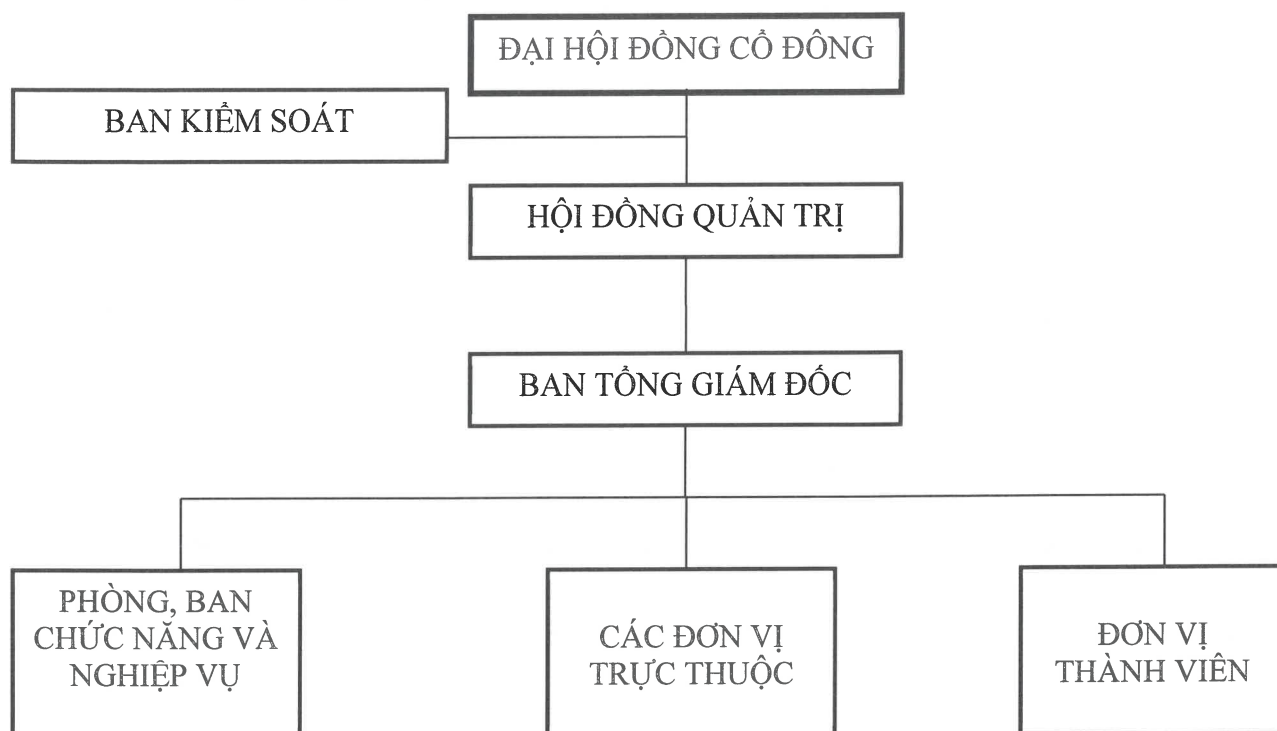 ĐẠI HỘI ĐỒNG CỔ ĐÔNG
BAN KIỂM SOÁT
HỘI ĐỒNG QUẢN TRỊ
BAN TỔNG GIÁM ĐỐC
PHÒNG, BAN
CHỨC NĂNG VÀ
NGHIỆP VỤ
CÁC ĐƠN VỊ
TRỰC THUỘC
ĐƠN VỊ
THÀNH VIÊN